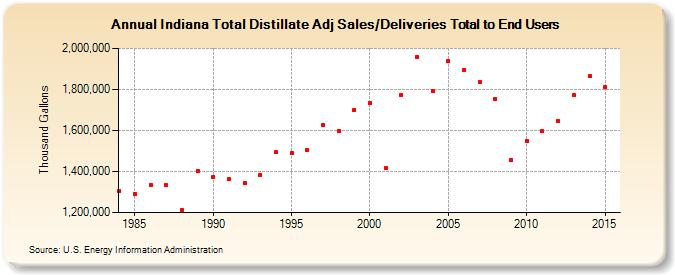 Annual Indiana Total Distillate Adj Sales/Deliveries Total to End Users
Thousand Gallons
2,000,000
1,800,000
1,600,000
1,400,000
1,200,000
1985 1990 1995 2000 2005 2010 2015
Source: U.S. Energy Information Administration